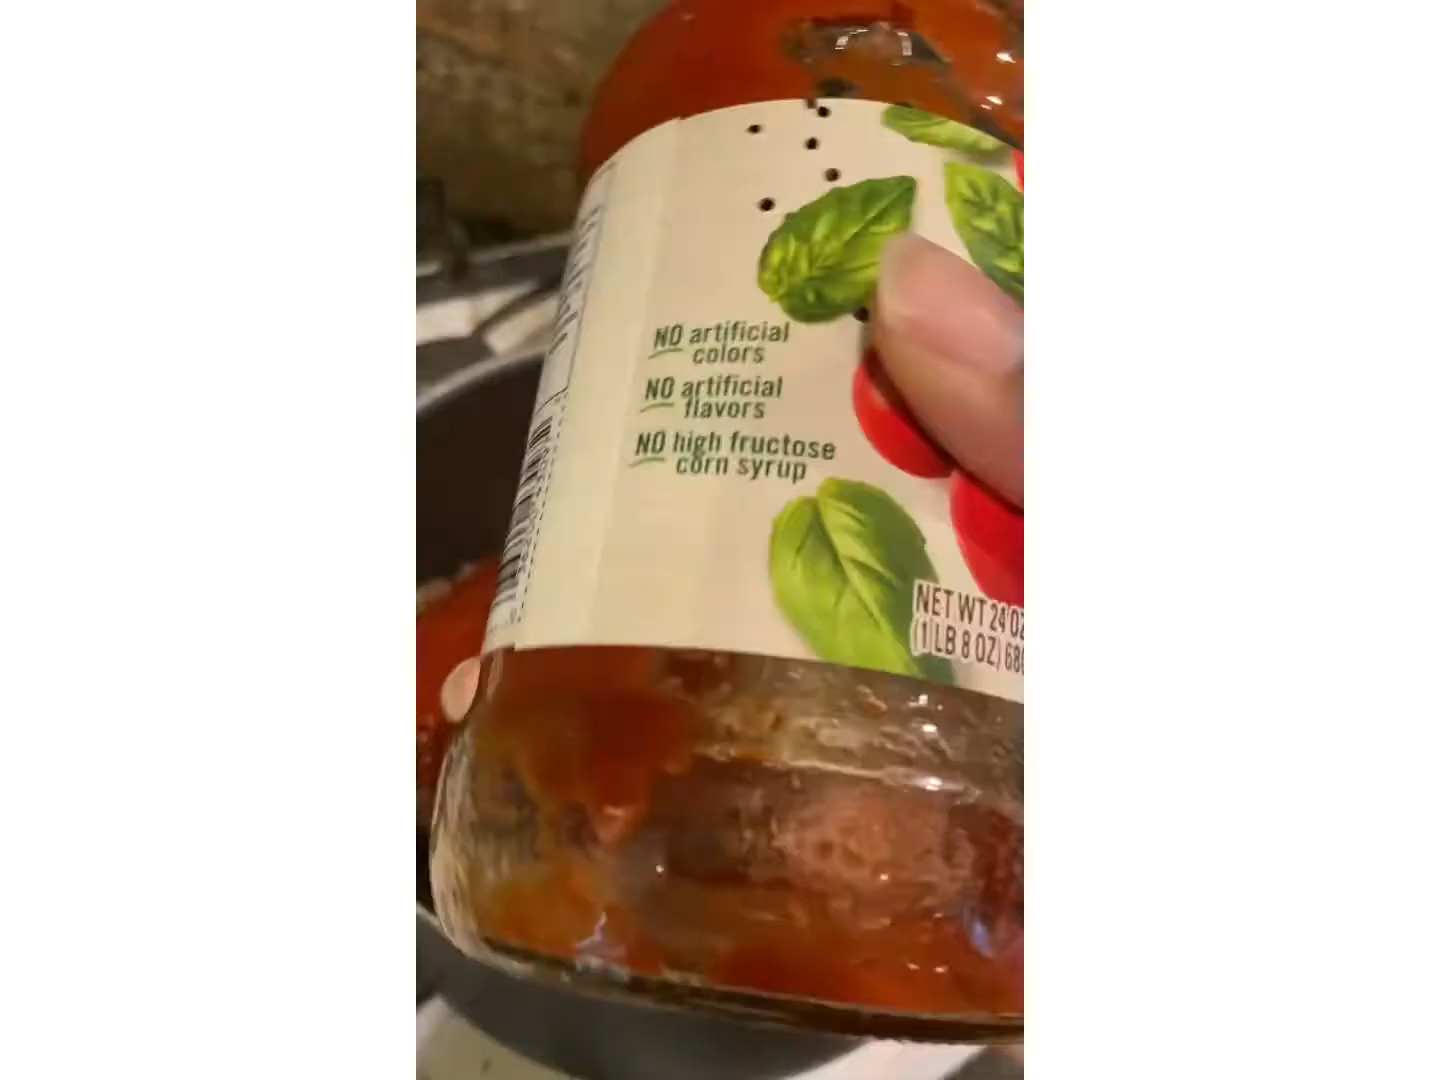 NO artificial
colors
NO artificial
flavors
NO high fructose
corn syrup
NET WT 24 OZ
(1 LB 8 OZ) 68